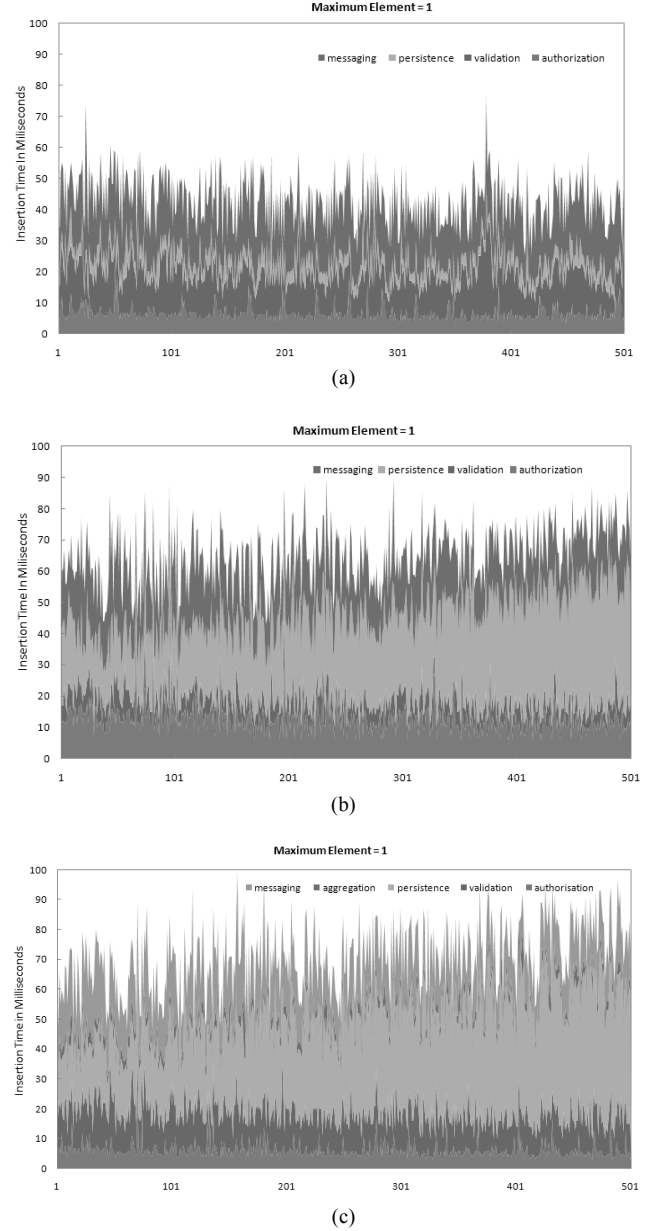 Maximum Element = 1
messaging persistence validation authorization
Insertion Time In Miliseconds
100
90
80
70
60
50
40
30
20
10
0
1 101 201 301 401 501
(a)
Maximum Element = 1
messaging persistence validation authorization
Insertion Time In Miliseconds
100
90
80
70
60
50
40
30
20
10
0
1 101 201 301 401 501
(b)
Maximum Element = 1
messaging aggregation persistence validation authorisation
Insertion Time in Milliseconds
100
90
80
70
60
50
40
30
20
10
0
1 101 201 301 401 501
(c)